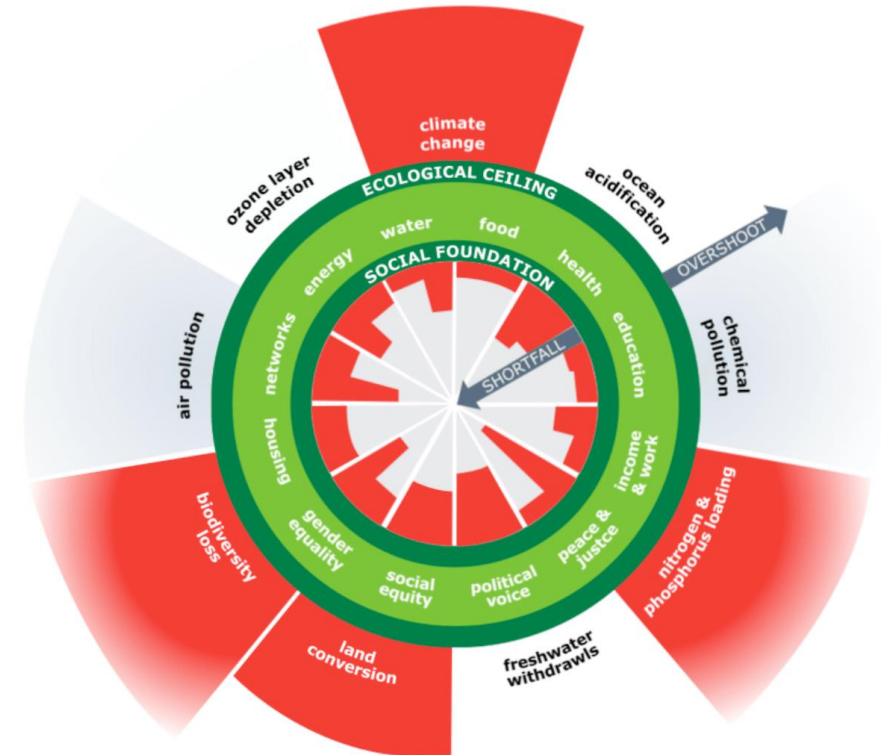 climate
change
ozone layer
depletion
ocean
acidification
ECOLOGICAL CEILING
OVERSHOOT
water
food
energy
health
SOCIAL FOUNDATION
networks
education
SHORTFALL
air pollution
chemical
pollution
housing
income
& work
gender
equality
peace &
justce
social
equity
political
voice
biodiversity
loss
nitrogen &
phosphorus loading
land
conversion
freshwater
withdrawls